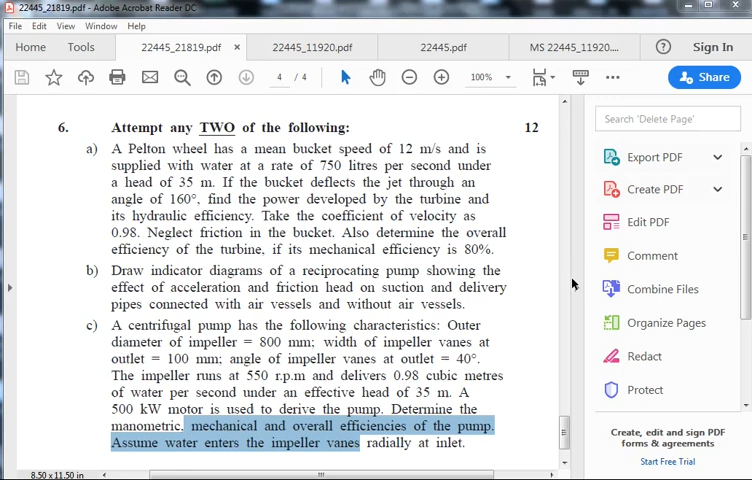 22445_21819.pdf - Adobe Acrobat Reader DC
File Edit View Window Help
Home Tools 22445_21819.pdf × 22445_11920.pdf 22445.pdf MS 22445_11920.... Sign In
4 / 4 100% Share
6. Attempt any TWO of the following: 12
a) A Pelton wheel has a mean bucket speed of 12 m/s and is
supplied with water at a rate of 750 litres per second under
a head of 35 m. If the bucket deflects the jet through an
angle of 160°, find the power developed by the turbine and
its hydraulic efficiency. Take the coefficient of velocity as
0.98. Neglect friction in the bucket. Also determine the overall
efficiency of the turbine, if its mechanical efficiency is 80%.
b) Draw indicator diagrams of a reciprocating pump showing the
effect of acceleration and friction head on suction and delivery
pipes connected with air vessels and without air vessels.
c) A centrifugal pump has the following characteristics: Outer
diameter of impeller = 800 mm; width of impeller vanes at
outlet = 100 mm; angle of impeller vanes at outlet = 40°.
The impeller runs at 550 r.p.m and delivers 0.98 cubic metres
of water per second under an effective head of 35 m. A
500 kW motor is used to derive the pump. Determine the
manometric, mechanical and overall efficiencies of the pump.
Assume water enters the impeller vanes radially at inlet.
8.50 x 11.50 in
Search 'Delete Page'
Export PDF
Create PDF
Edit PDF
Comment
Combine Files
Organize Pages
Redact
Protect
Create, edit and sign PDF
forms & agreements
Start Free Trial